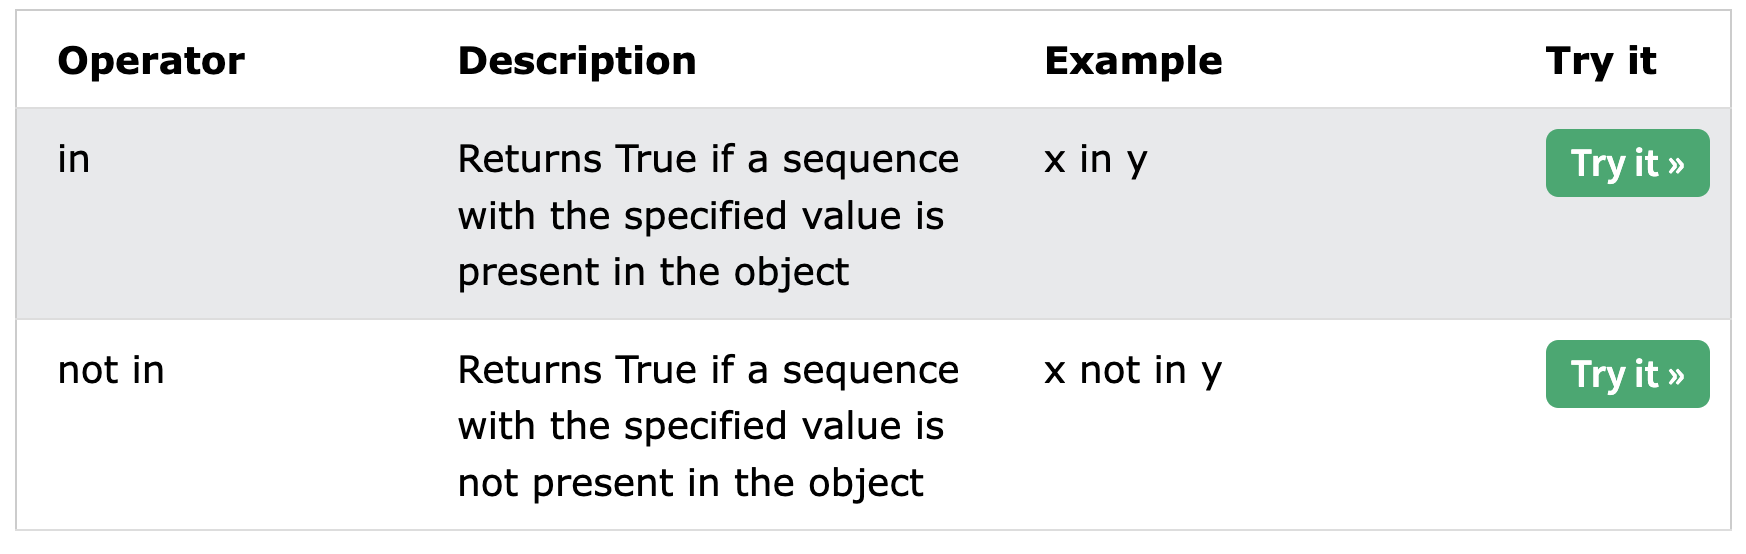 Operator Description Example Try it
in Returns True if a sequence x in y Try it »
with the specified value is
present in the object
not in Returns True if a sequence x not in y Try it »
with the specified value is
not present in the object